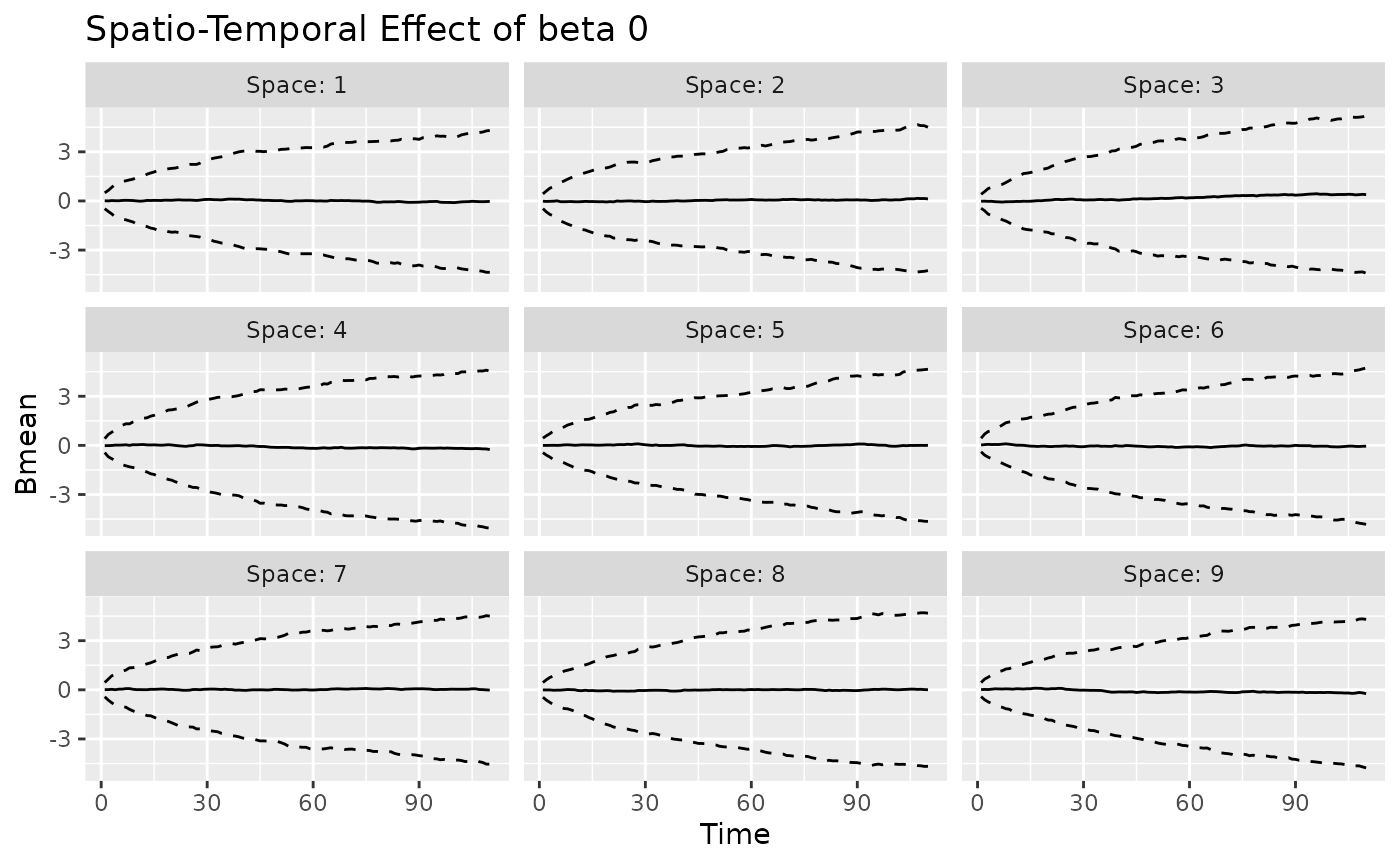 Spatio-Temporal Effect of beta 0
Space: 1
Space: 2
Space: 3
3
0
-3
Space: 4
Space: 5
Space: 6
3
0
-3
Bmean
Space: 7
Space: 8
Space: 9
3
0
-3
0 30 60 90
0 30 60 90
0 30 60 90
Time